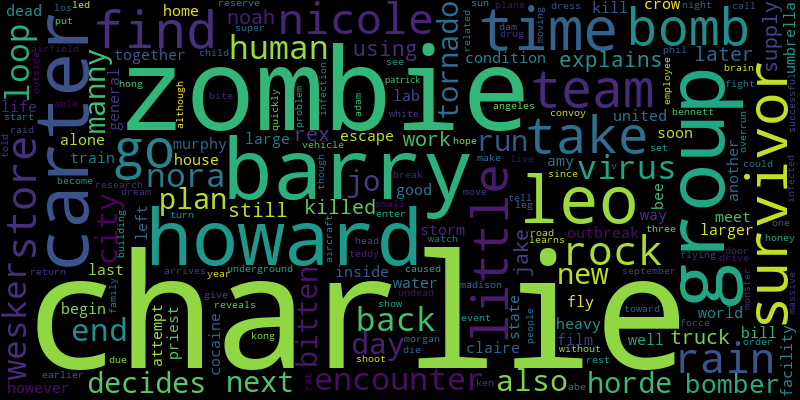 charlie
zombie
barry
howard
group
leo
survivor
carter
time
take
find
nicole
team
bomb
go
rock
rain
little
store
human
wesker
encounter
back
virus
nora
end
city
loop
jo
run
plan
day
new
next
decides
also
horde
bomber
bitten
tornado
still
killed
explains
later
supply
manny
rex
using
noah
work
truck
facility
life
priest
attempt
begin
cocaine
last
claire
state
jake
heavy
fly
film
well
bill
world
meet
larger
another
umbrella
crow
kill
home
dead
general
together
lab
condition
united
soon
escape
murphy
house
large
good
amy
bee
way
outbreak
road
storm
water
inside
left
train
alone
however
although
child
super
hong
bite
quickly
problem
infection
see
adam
patrick
white
angeles
hope
convoy
employee
brain
fight
bennett
overrun
set
could
since
three
door
drive
flying
monster
massive
honey
one
infected
successful
los
led
put
outside
airfield
able
told
raid
start
become
research
dream
building
family
turn
return
arrives
year
underground
give
reveals
due
earlier
kong
rat
shoot
teddy
head
caused
enter
small
aircraft
though
vehicle
break
make
live
move
tell
leg
learns
watch
madison
event
people
undead
show
morgan
die
ken
abe
without
rest
september
toward
force
order
related
sun
plane
dam
drug
moving
dress
night
call
phil
reserve